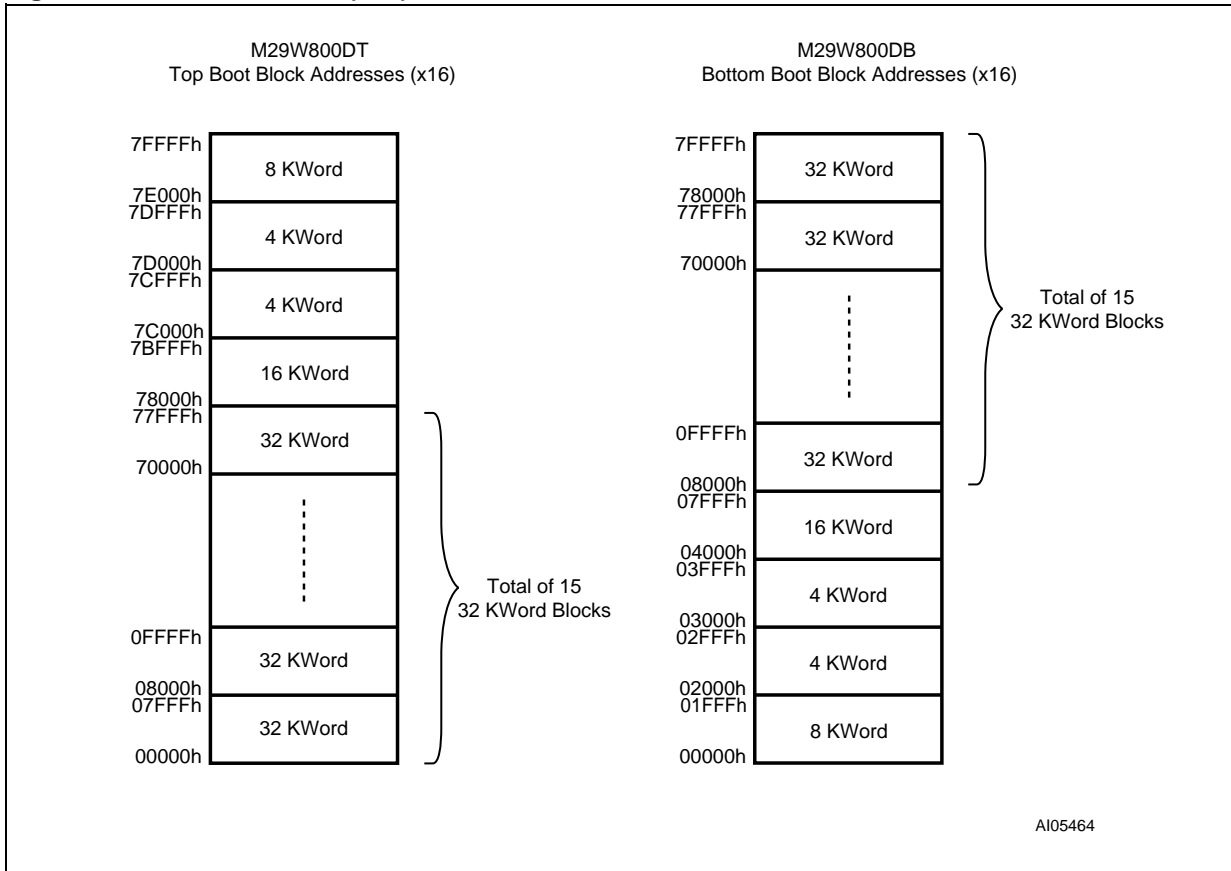 M29W800DT
Top Boot Block Addresses (x16)
7FFFFh
8 KWord
7E000h
7DFFFh
4 KWord
7D000h
7CFFFh
4 KWord
7C000h
7BFFFh
16 KWord
78000h
77FFFh
32 KWord
70000h
Total of 15
32 KWord Blocks
0FFFFh
32 KWord
08000h
07FFFh
32 KWord
00000h
M29W800DB
Bottom Boot Block Addresses (x16)
7FFFFh
32 KWord
78000h
77FFFh
32 KWord
70000h
Total of 15
32 KWord Blocks
0FFFFh
32 KWord
08000h
07FFFh
16 KWord
04000h
03FFFh
4 KWord
03000h
02FFFh
4 KWord
02000h
01FFFh
8 KWord
00000h
AI05464